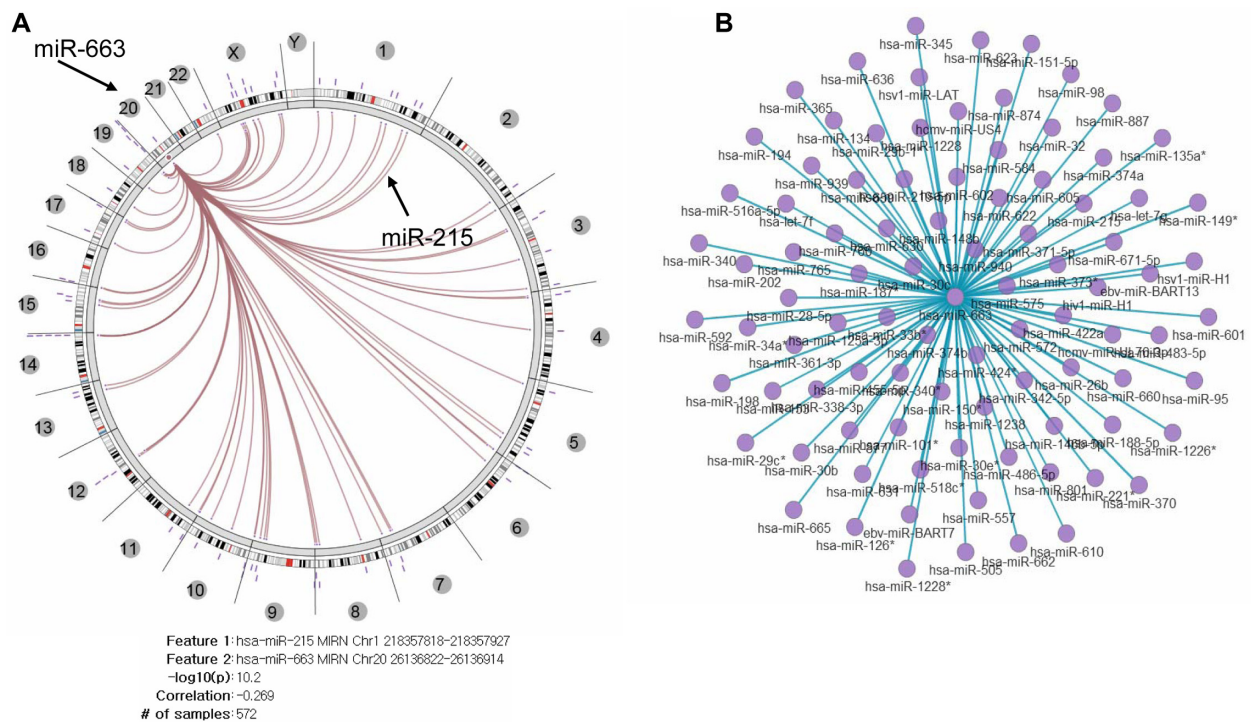 A
miR-663
X
Y
1
2
3
4
5
6
7
8
9
10
11
12
13
14
15
16
17
18
19
20
21
22
miR-215
Feature 1: hsa-miR-215 MIRN Chr1 218357818-218357927
Feature 2: hsa-miR-663 MIRN Chr20 26136822-26136914
-log10(p): 10.2
Correlation: -0.269
# of samples: 572
B
hsa-miR-345
hsa-miR-623
hsa-miR-151-5p
hsa-miR-636
hsv1-miR-LAT
hsa-miR-98
hsa-miR-365
hsa-miR-874
hsa-miR-887
hsa-miR-134
hcmv-miR-US4
hsa-miR-29b-1*
hsa-miR-1228
hsa-miR-32
hsa-miR-194
hsa-miR-584
hsa-miR-374a
hsa-miR-135a*
hsa-miR-939
hsa-miR-602
hsa-miR-605
hsa-miR-516a-5p
hsa-let-7f
hsa-miR-622
hsa-miR-215
hsa-let-7g
hsa-miR-149*
hsa-miR-630
hsa-miR-148b
hsa-miR-371-5p
hsa-miR-671-5p
hsa-miR-340
hsa-miR-765
hsa-miR-940
hsa-miR-202
hsa-miR-30c
hsa-miR-373*
hsv1-miR-H1
hsa-miR-187*
ebv-miR-BART13
hsa-miR-575
hiv1-miR-H1
hsa-miR-28-5p
hsa-miR-663
hsa-miR-592
hsa-miR-33b*
hsa-miR-422a
hsa-miR-601
hsa-miR-34a*
hsa-miR-125a-3p
hsa-miR-374b
hsa-miR-572
hsa-miR-483-5p
hsa-miR-361-3p
hsa-miR-424*
hsa-miR-26b
hsa-miR-198
hsa-miR-340*
hsa-miR-342-5p
hsa-miR-660
hsa-miR-95
hsa-miR-338-3p
hsa-miR-150*
hsa-miR-1238
hsa-miR-101*
hsa-miR-188-5p
hsa-miR-1226*
hsa-miR-29c*
hsa-miR-30b
hsa-miR-30e*
hsa-miR-486-5p
hsa-miR-518c*
hsa-miR-801
hsa-miR-221*
hsa-miR-370
hsa-miR-665
hsa-miR-557
hsa-miR-126*
ebv-miR-BART7
hsa-miR-610
hsa-miR-505
hsa-miR-662
hsa-miR-1228*